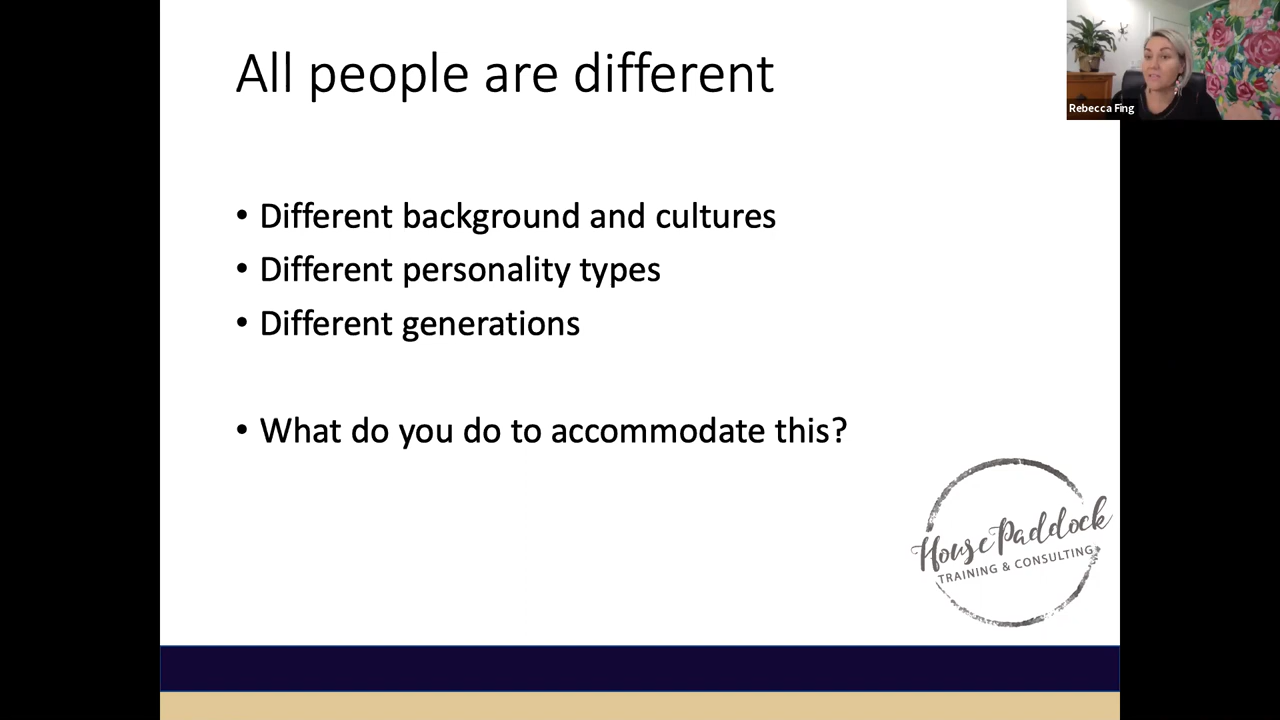 All people are different
Rebecca Fing
• Different background and cultures
• Different personality types
• Different generations
• What do you do to accommodate this?
House Paddock
TRAINING & CONSULTING